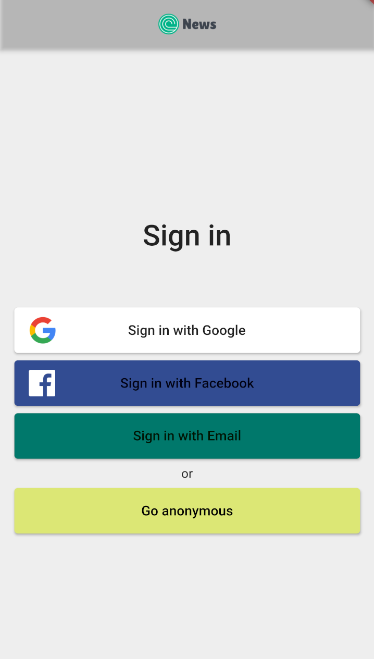 News
Sign in
Sign in with Google
Sign in with Facebook
Sign in with Email
or
Go anonymous